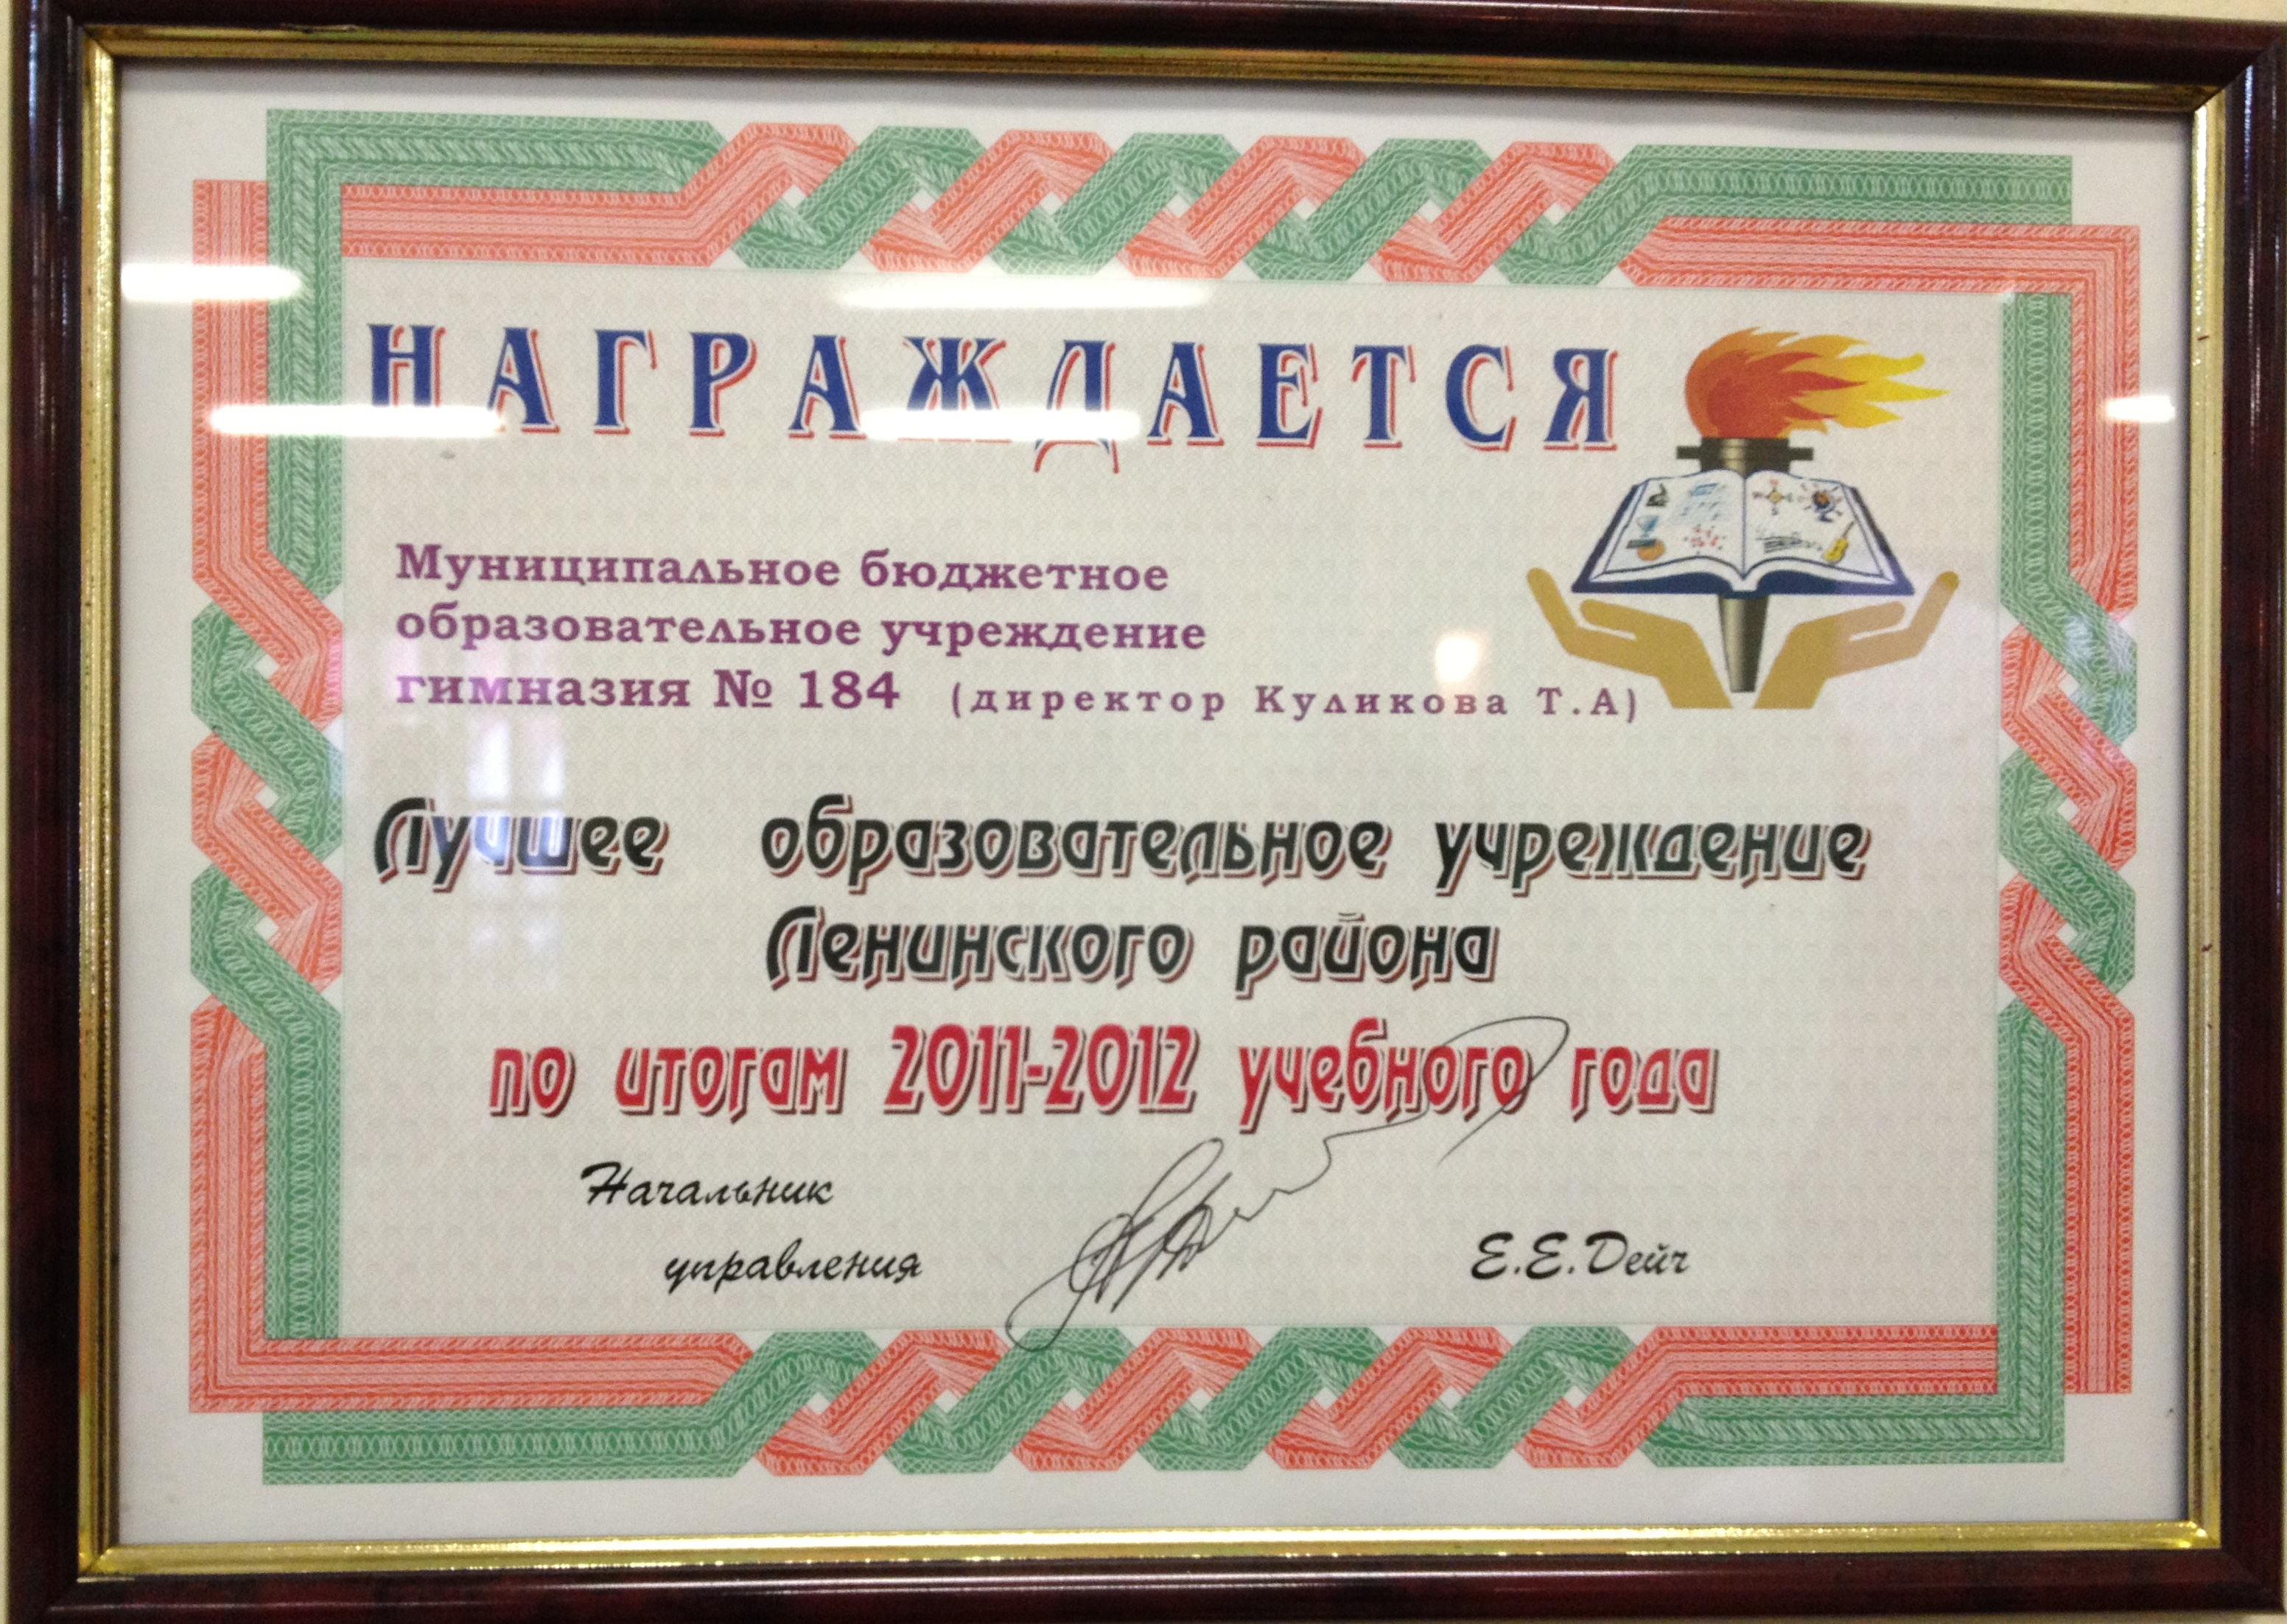 НАГРАЖДАЕТСЯ
Муниципальное бюджетное
образовательное учреждение
гимназия № 184 (директор Куликова Т.А)
Лучшее образовательное учреждение
Ленинского района
по итогам 2011-2012 учебного года
Начальник
управления Е.Е.Дейч